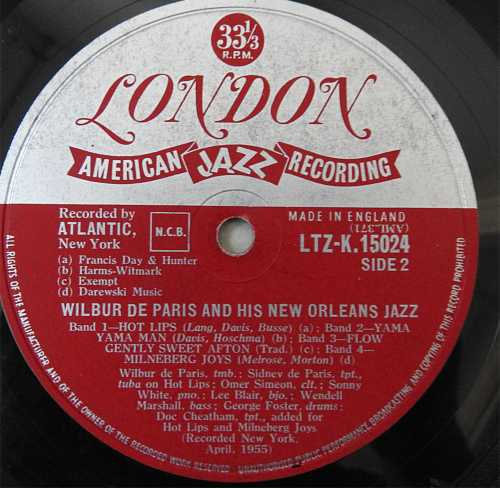 33⅓
R.P.M.
LONDON
AMERICAN JAZZ RECORDING
Recorded by
ATLANTIC,
New York
N.C.B.
MADE IN ENGLAND
(AML.371)
LTZ-K.15024
SIDE 2
(a) Francis Day & Hunter
(b) Harms-Witmark
(c) Exempt
(d) Darewski Music
WILBUR DE PARIS AND HIS NEW ORLEANS JAZZ
Band 1—HOT LIPS (Lang, Davis, Busse) (a); Band 2—YAMA
YAMA MAN (Davis, Hoschma) (b); Band 3—FLOW
GENTLY SWEET AFTON (Trad.) (c); Band 4—
MILNEBERG JOYS (Melrose, Morton) (d)
Wilbur de Paris, tmb.; Sidney de Paris, tpt.,
tuba on Hot Lips; Omer Simeon, clt.; Sonny
White, pno.; Lee Blair, bjo.; Wendell
Marshall, bass; George Foster, drums;
Doc Cheatham, tpt., added for
Hot Lips and Milneberg Joys
(Recorded New York,
April, 1955)
ALL RIGHTS OF THE MANUFACTURER AND OF THE OWNER OF THE RECORDED WORK RESERVED · UNAUTHORISED PUBLIC PERFORMANCE BROADCASTING AND COPYING OF THIS RECORD PROHIBITED